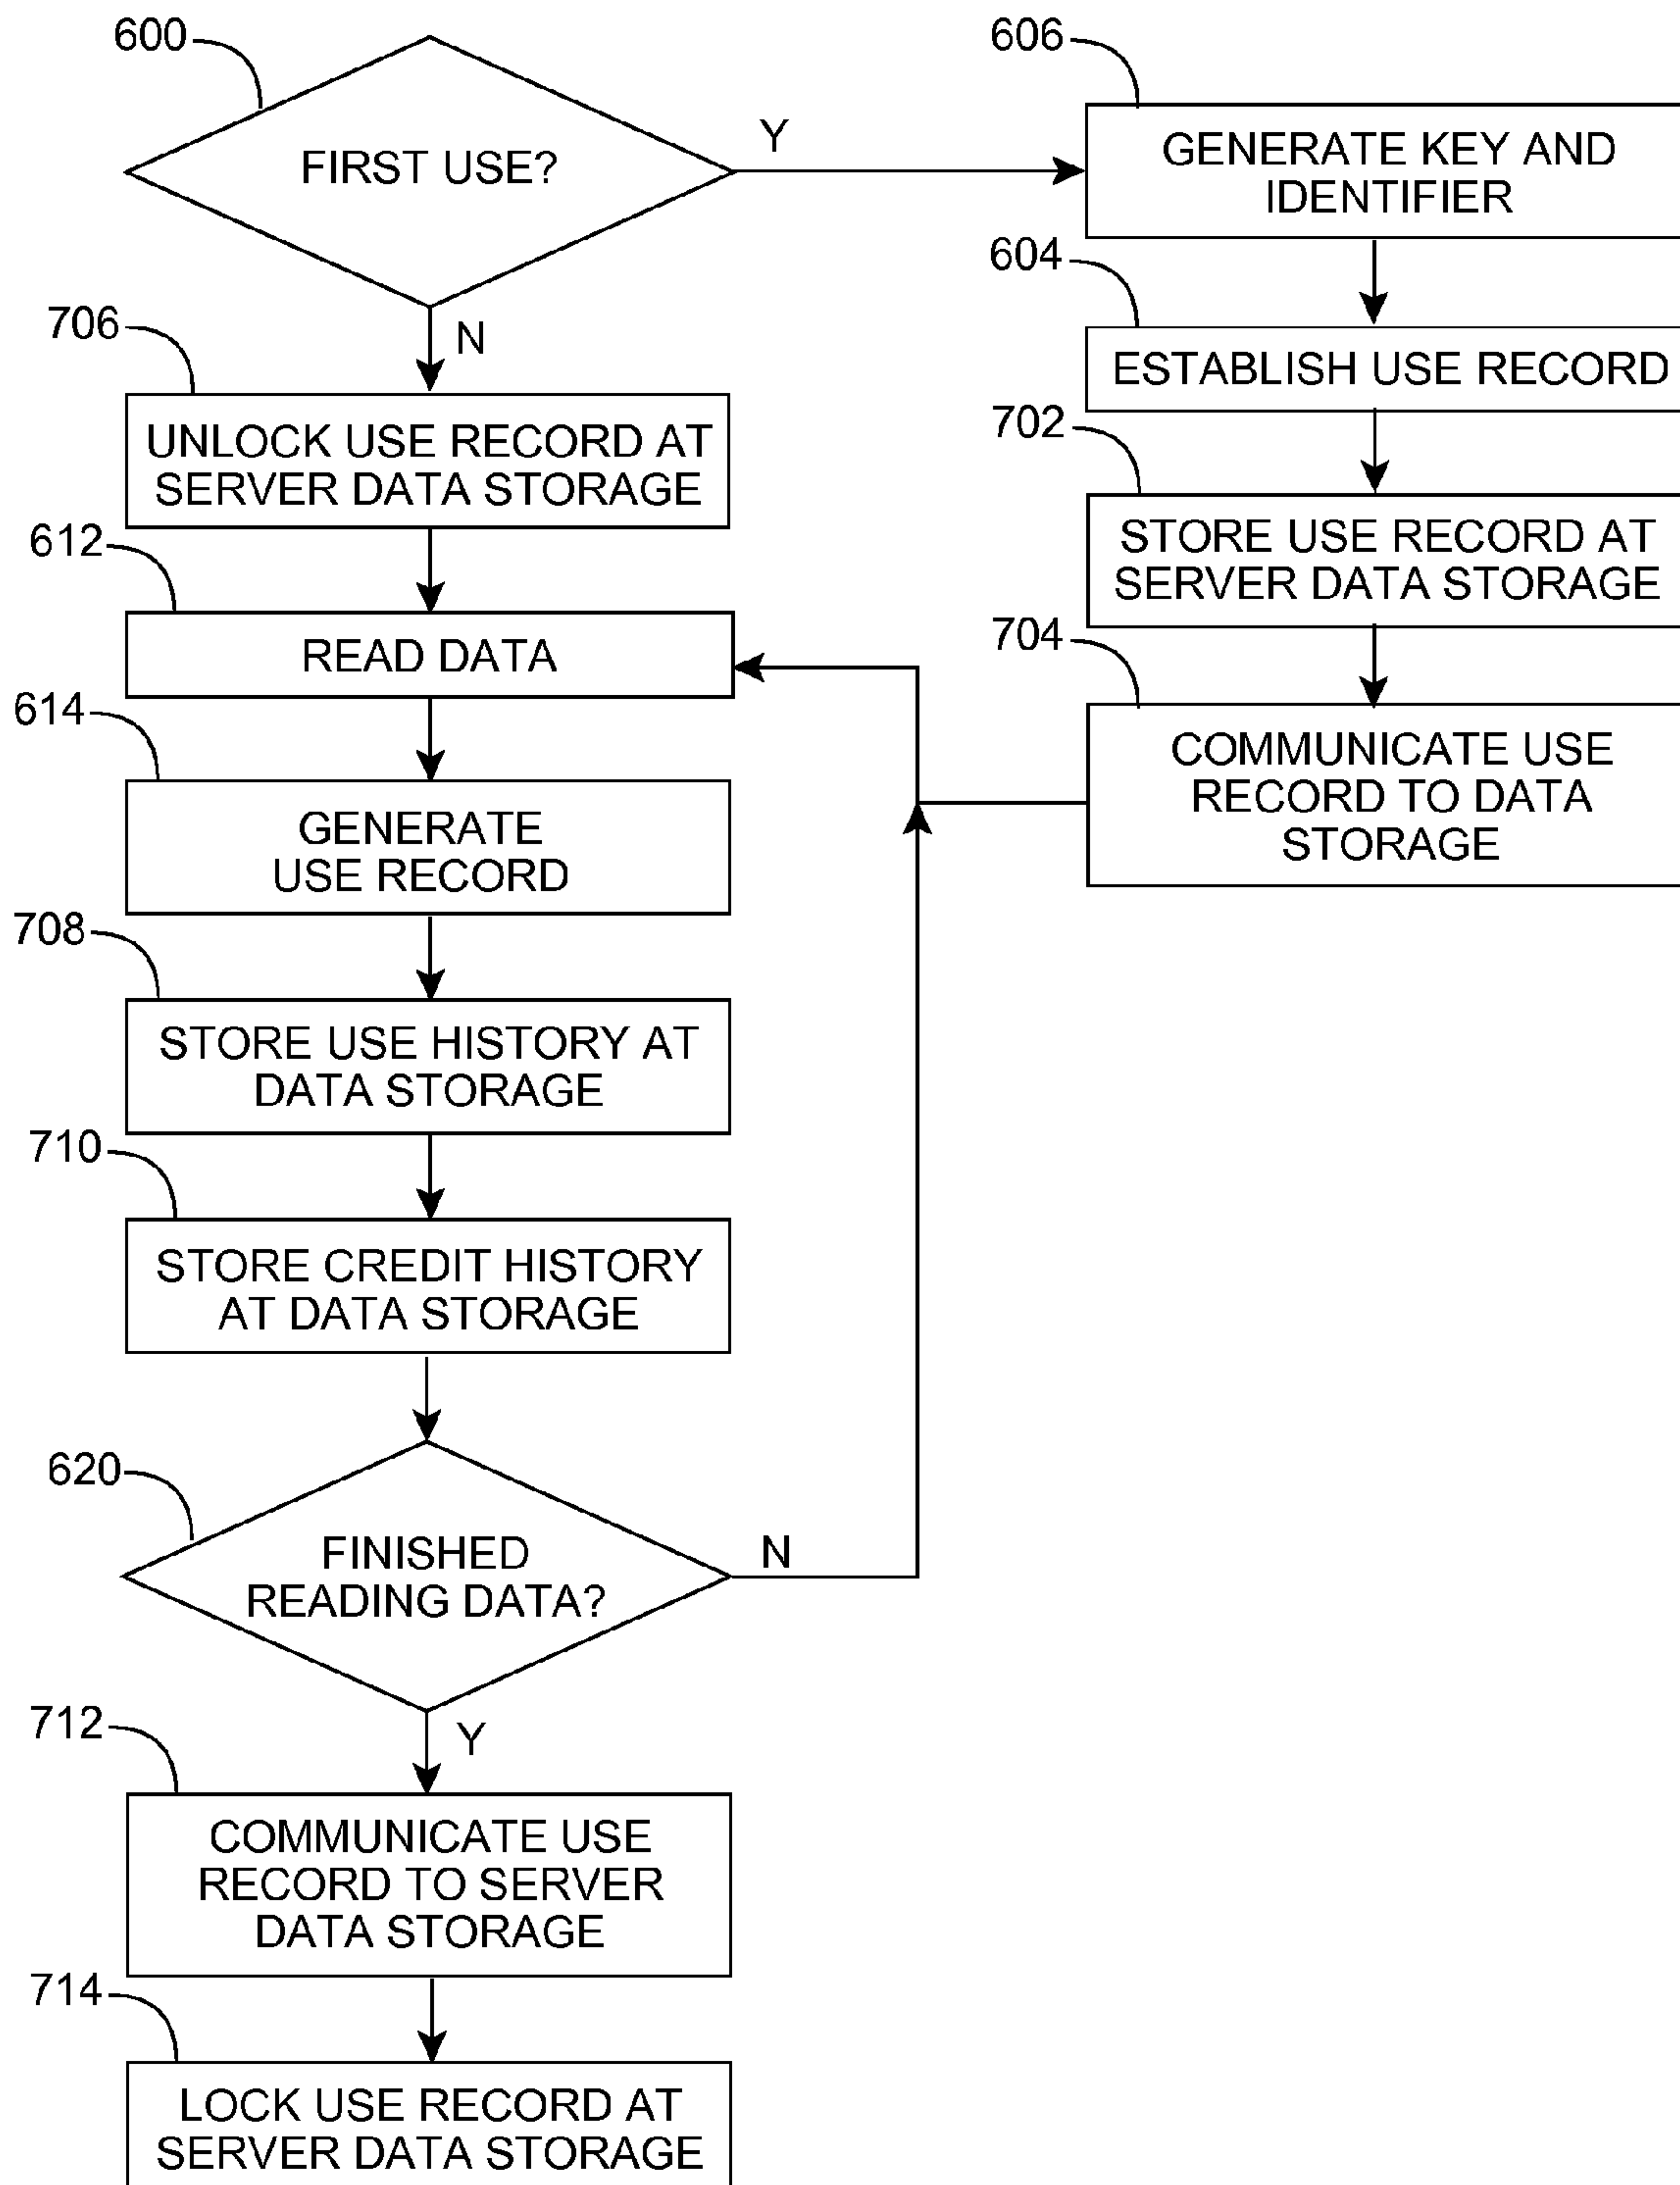 600
FIRST USE?
Y
N
606
GENERATE KEY AND
IDENTIFIER
604
ESTABLISH USE RECORD
702
STORE USE RECORD AT
SERVER DATA STORAGE
704
COMMUNICATE USE
RECORD TO DATA
STORAGE
706
UNLOCK USE RECORD AT
SERVER DATA STORAGE
612
READ DATA
614
GENERATE
USE RECORD
708
STORE USE HISTORY AT
DATA STORAGE
710
STORE CREDIT HISTORY
AT DATA STORAGE
620
FINISHED
READING DATA?
N
Y
712
COMMUNICATE USE
RECORD TO SERVER
DATA STORAGE
714
LOCK USE RECORD AT
SERVER DATA STORAGE